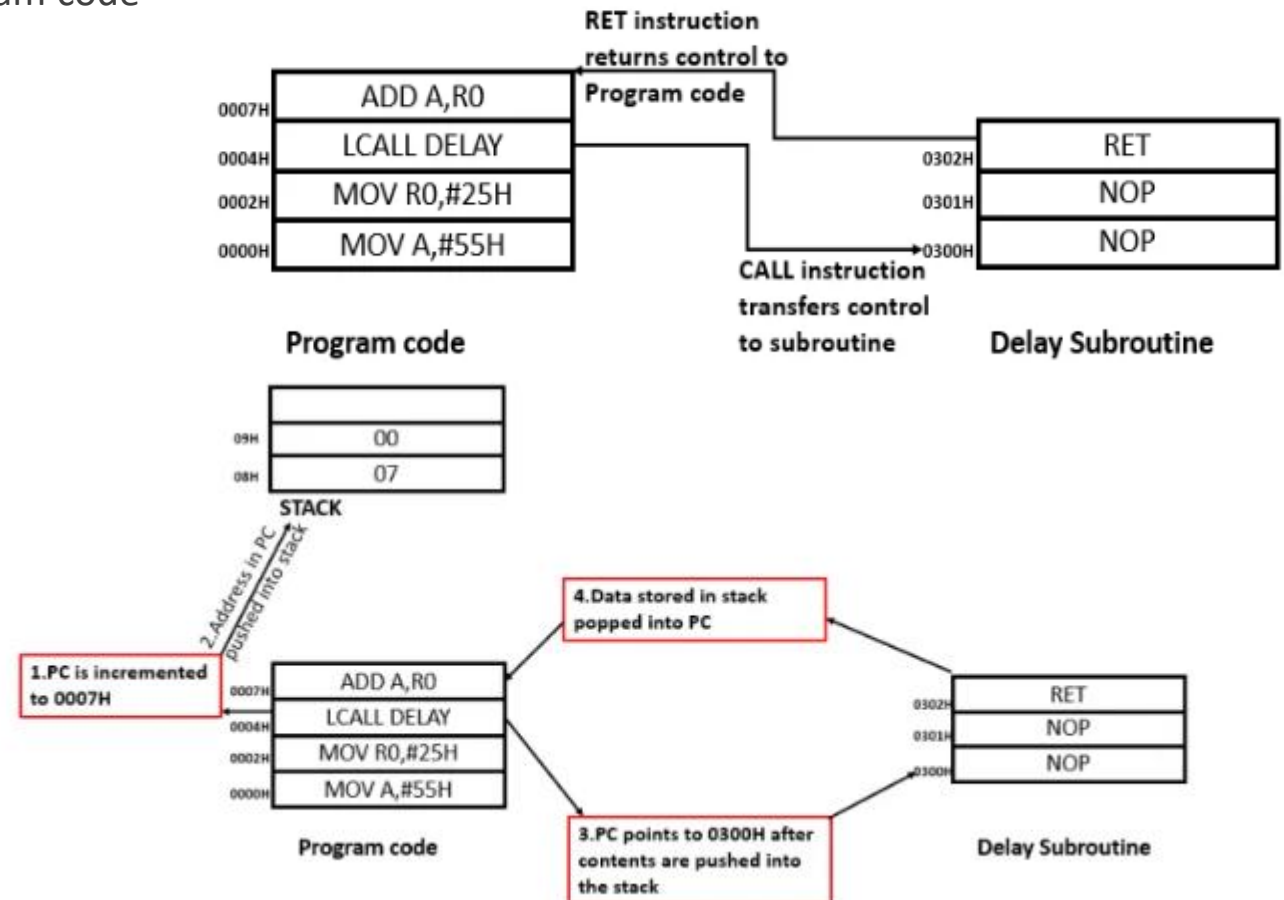 am code
RET instruction
returns control to
Program code
0007H ADD A,R0
0004H LCALL DELAY
0002H MOV R0,#25H
0000H MOV A,#55H
0302H RET
0301H NOP
0300H NOP
CALL instruction
transfers control
to subroutine
Program code
Delay Subroutine
09H 00
08H 07
STACK
2.Address in PC
pushed into stack
1.PC is incremented
to 0007H
4.Data stored in stack
popped into PC
0007H ADD A,R0
0004H LCALL DELAY
0002H MOV R0,#25H
0000H MOV A,#55H
0302H RET
0301H NOP
0300H NOP
Program code
3.PC points to 0300H after
contents are pushed into
the stack
Delay Subroutine